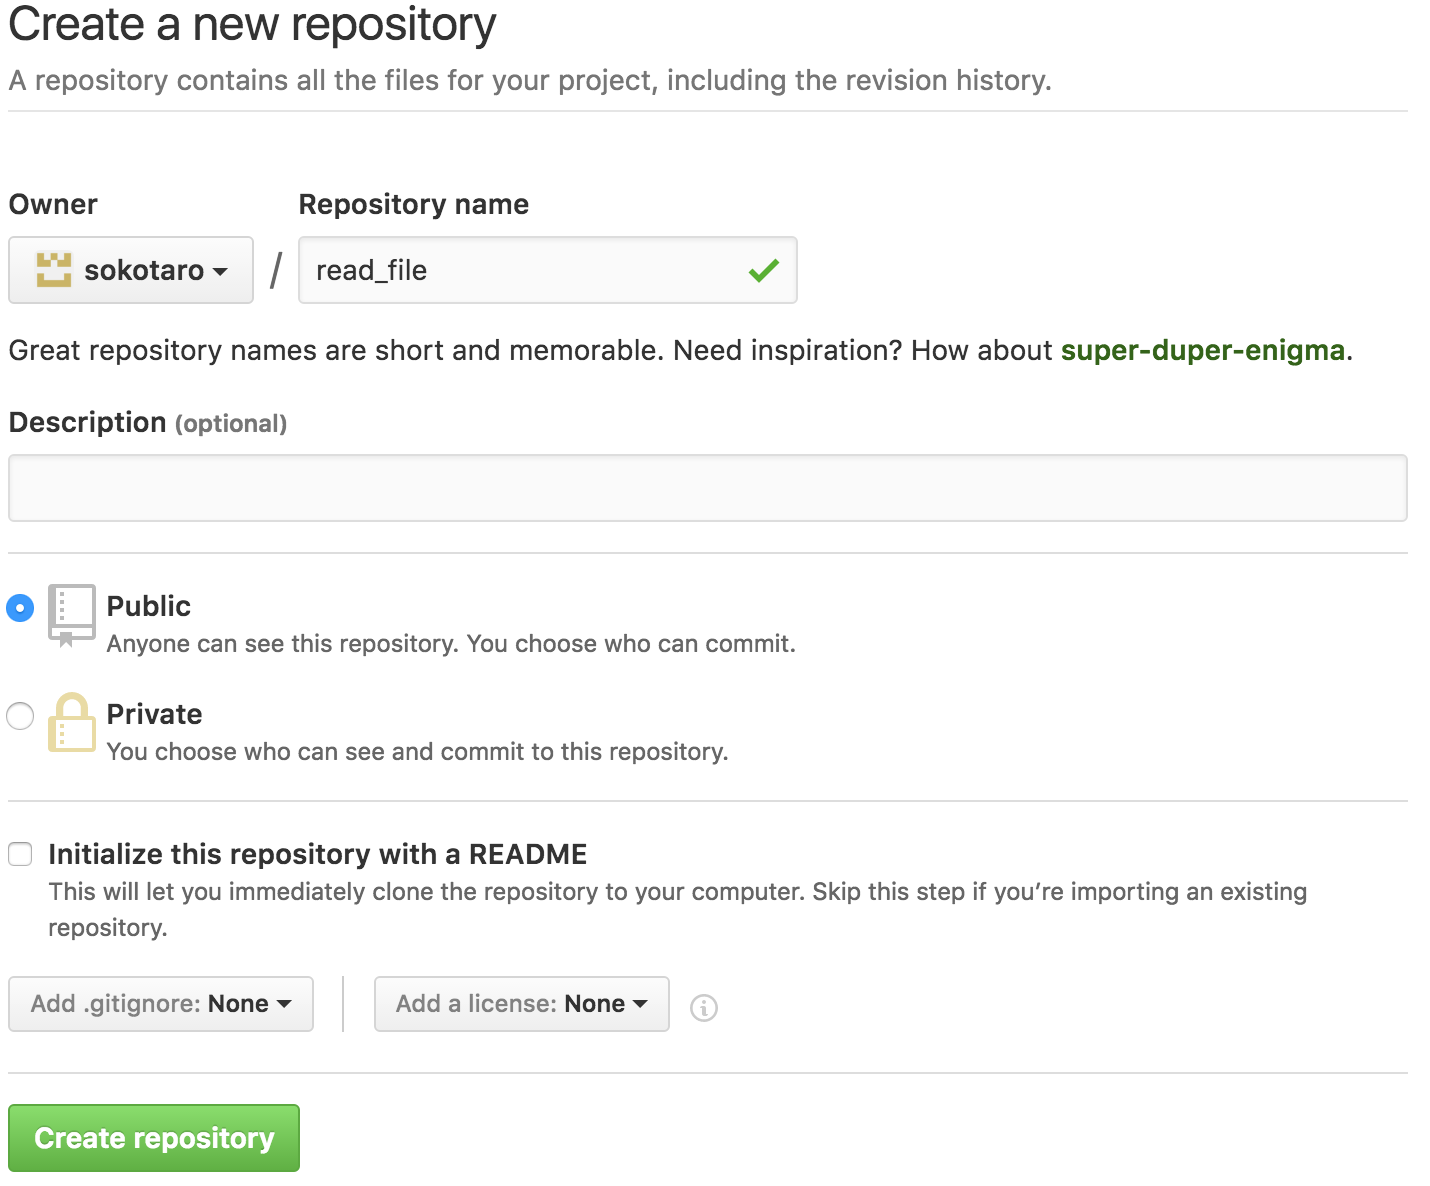 Create a new repository
A repository contains all the files for your project, including the revision history.
Owner Repository name
sokotaro / read_file
Great repository names are short and memorable. Need inspiration? How about super-duper-enigma.
Description (optional)
Public
Anyone can see this repository. You choose who can commit.
Private
You choose who can see and commit to this repository.
Initialize this repository with a README
This will let you immediately clone the repository to your computer. Skip this step if you’re importing an existing
repository.
Add .gitignore: None Add a license: None
Create repository